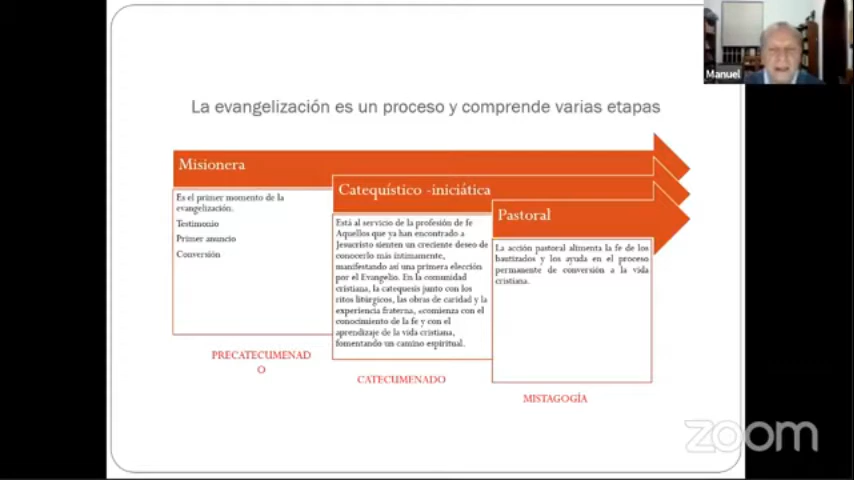 Manuel
La evangelización es un proceso y comprende varias etapas
Misionera
Es el primer momento de la
evangelización.
Testimonio
Primer anuncio
Conversión
PRECATECUMENAD
O
Catequístico -iniciática
Está al servicio de la profesión de fe
Aquellos que ya han encontrado a
Jesucristo sienten un creciente deseo de
conocerlo más íntimamente,
manifestando así una primera elección
por el Evangelio. En la comunidad
cristiana, la catequesis junto con los
ritos litúrgicos, las obras de caridad y la
experiencia fraterna, «comienza con el
conocimiento de la fe y con el
aprendizaje de la vida cristiana,
fomentando un camino espiritual.
CATECUMENADO
Pastoral
La acción pastoral alimenta la fe de los
bautizados y los ayuda en el proceso
permanente de conversión a la vida
cristiana.
MISTAGOGÍA
zoom